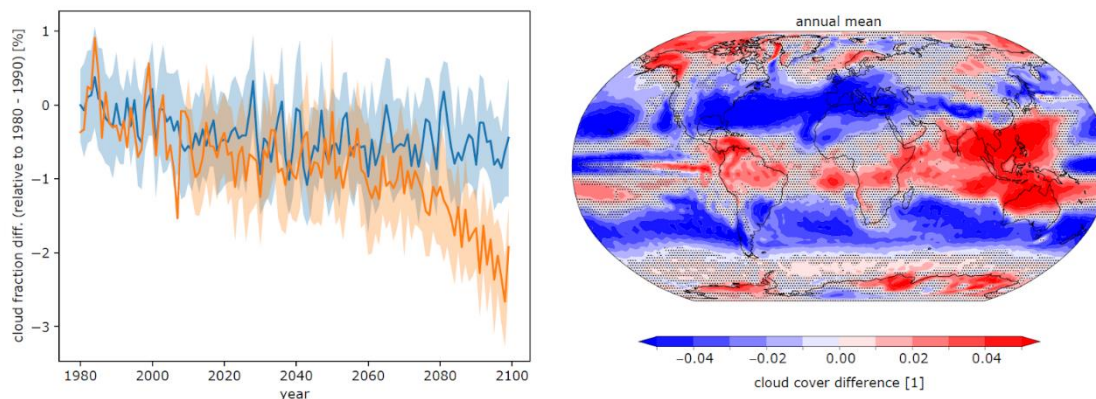 cloud fraction diff. (relative to 1980 - 1990) [%]
1
0
−1
−2
−3
1980 2000 2020 2040 2060 2080 2100
year
annual mean
−0.04 −0.02 0.00 0.02 0.04
cloud cover difference [1]